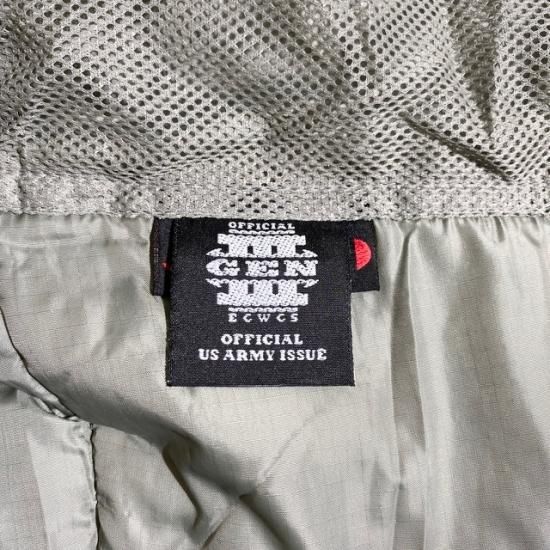 OFFICIAL
III
GEN
III
ECWCS
OFFICIAL
US ARMY ISSUE